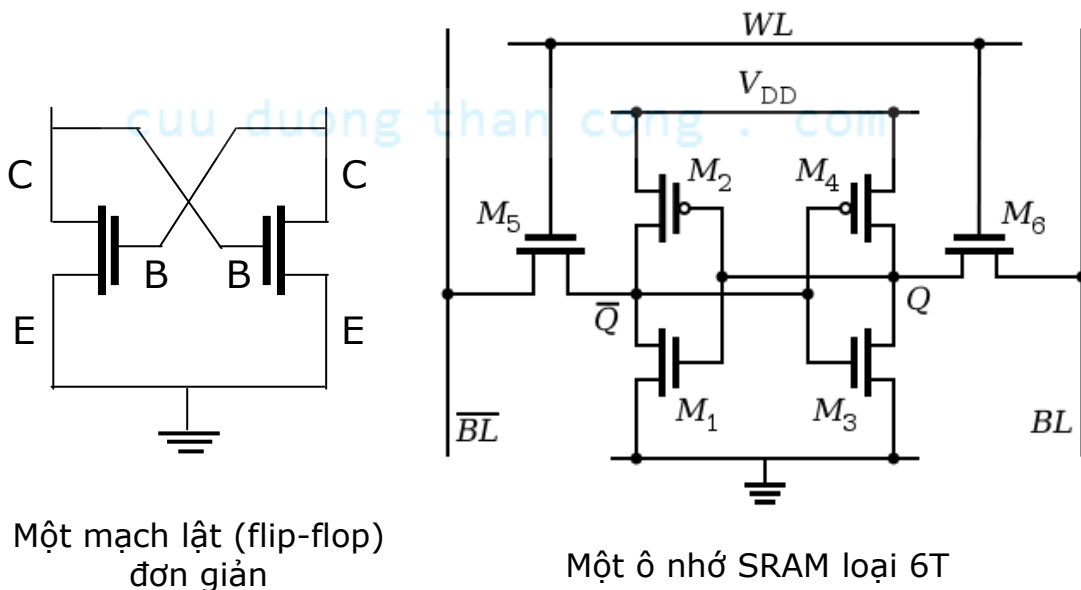 WL
V_DD
cuu duong than cong . com
C C
M₂ M₄
M₅ M₆
B B
Q̅ Q
E E
M₁ M₃
B̅L̅ BL
Một mạch lật (flip-flop)
đơn giản
Một ô nhớ SRAM loại 6T